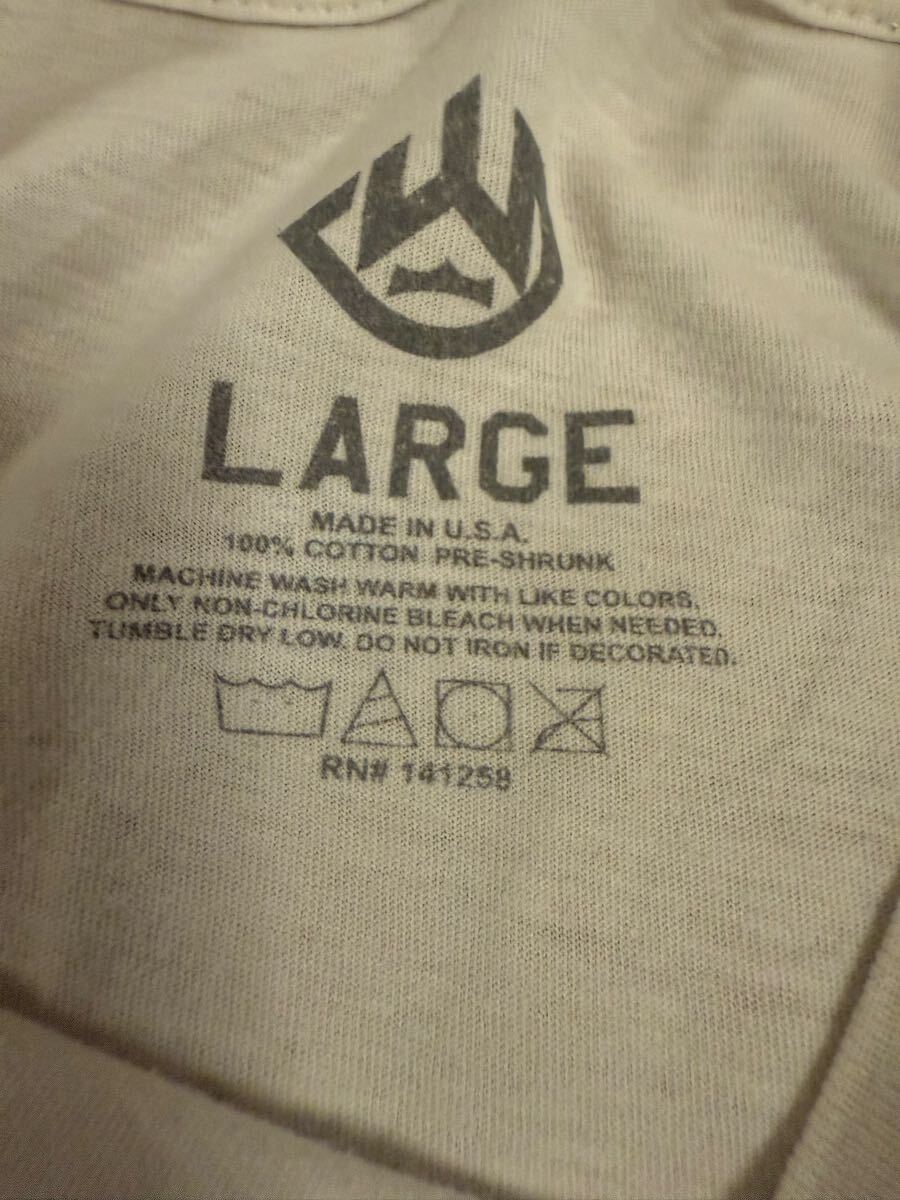 LARGE
MADE IN U.S.A.
100% COTTON PRE-SHRUNK
MACHINE WASH WARM WITH LIKE COLORS.
ONLY NON-CHLORINE BLEACH WHEN NEEDED.
TUMBLE DRY LOW. DO NOT IRON IF DECORATED.
RN# 141258